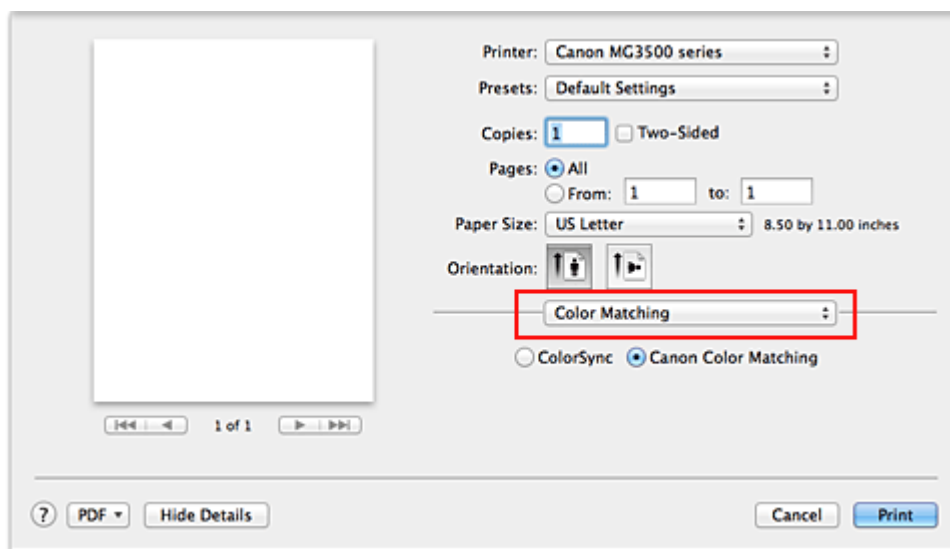 Printer: Canon MG3500 series
Presets: Default Settings
Copies: 1 Two-Sided
Pages: All
From: 1 to: 1
Paper Size: US Letter 8.50 by 11.00 inches
Orientation:
Color Matching
ColorSync Canon Color Matching
1 of 1
? PDF Hide Details Cancel Print